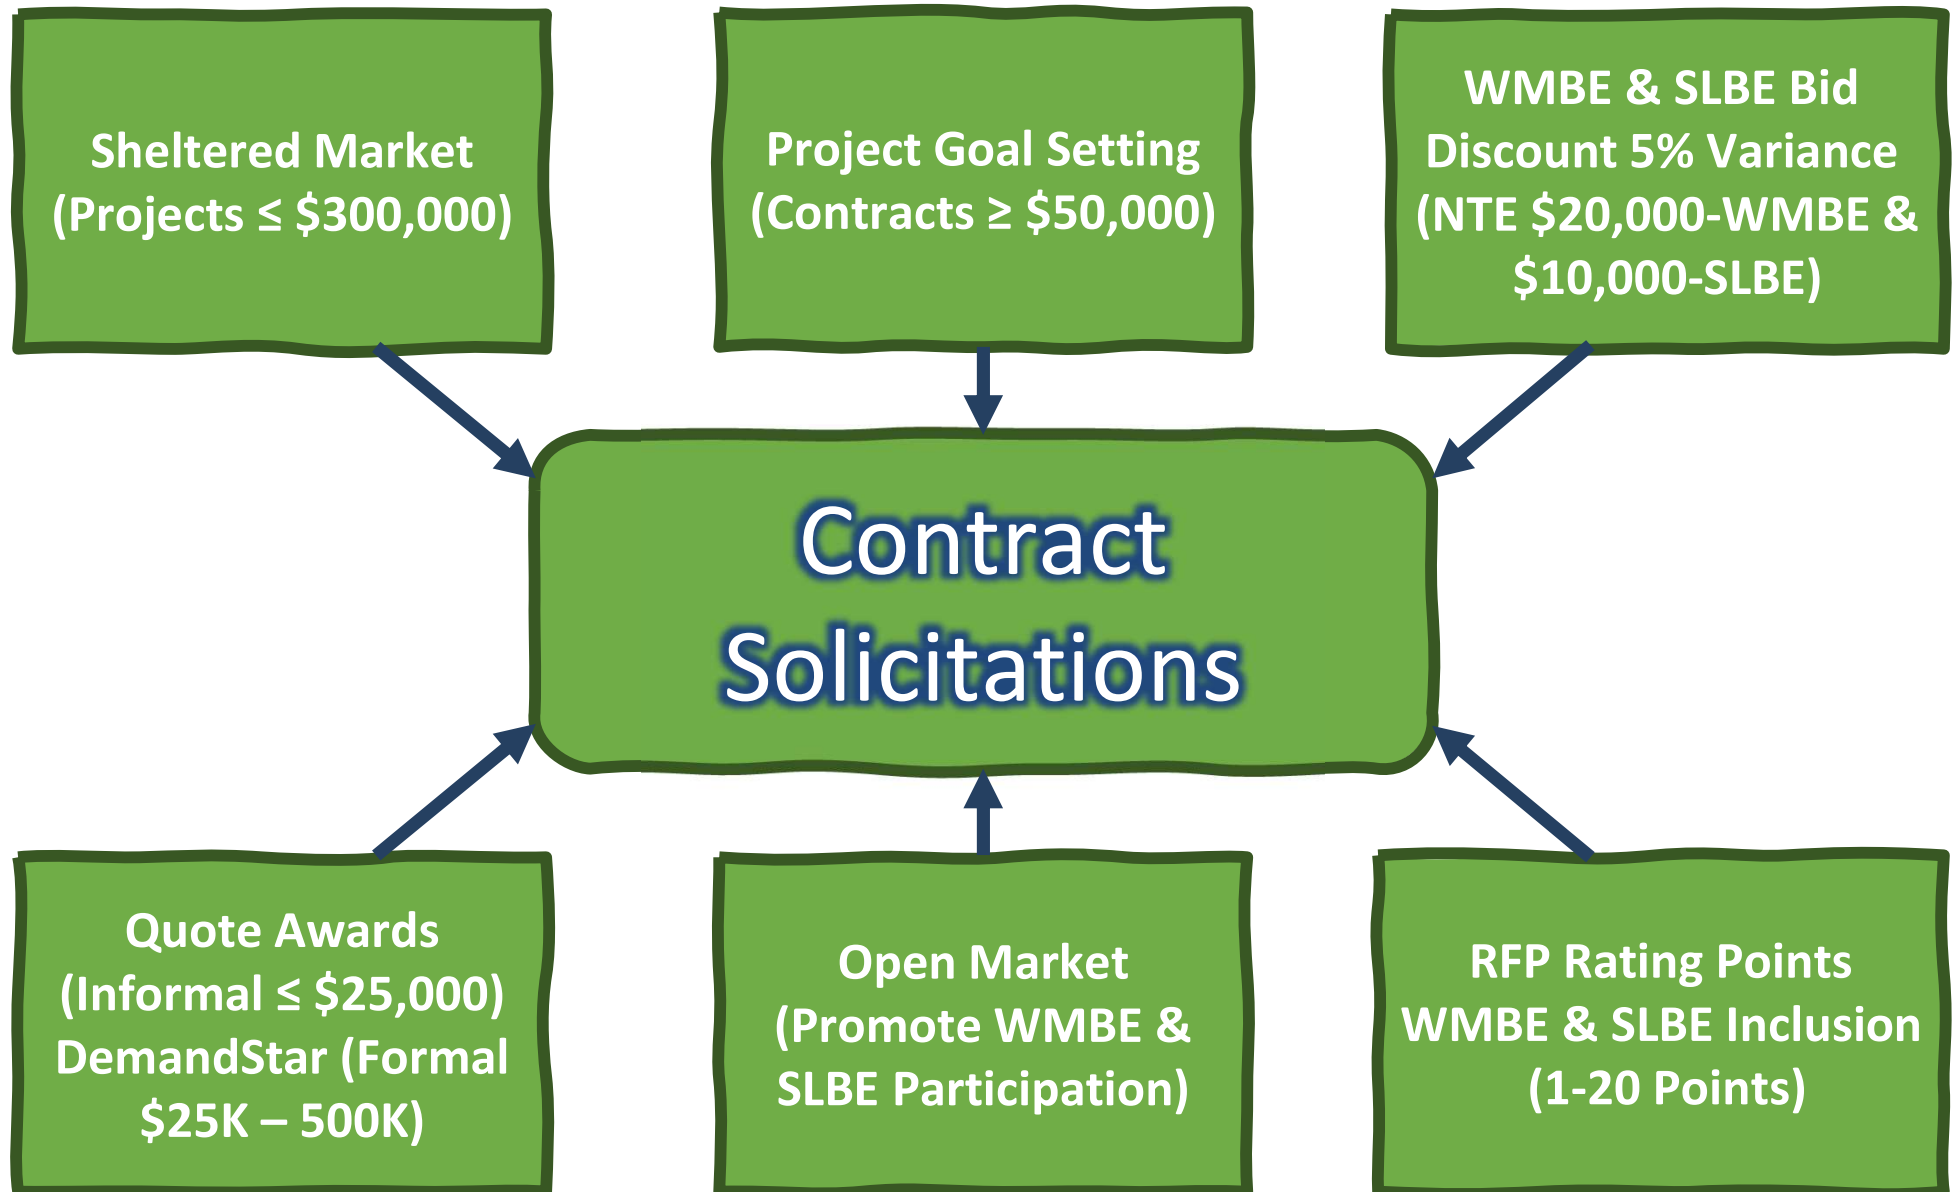 Sheltered Market
(Projects ≤ $300,000)
Project Goal Setting
(Contracts ≥ $50,000)
WMBE & SLBE Bid
Discount 5% Variance
(NTE $20,000-WMBE &
$10,000-SLBE)
Contract
Solicitations
Quote Awards
(Informal ≤ $25,000)
DemandStar (Formal
$25K – 500K)
Open Market
(Promote WMBE &
SLBE Participation)
RFP Rating Points
WMBE & SLBE Inclusion
(1-20 Points)